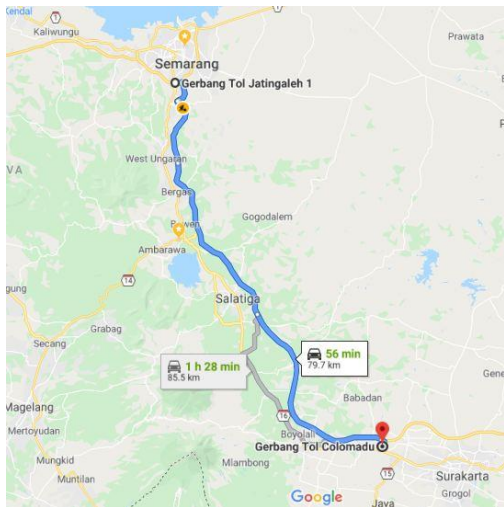 Kendal
1
Kaliwungu
Prawata
Semarang
Gerbang Tol Jatingaleh 1
West Ungaran
Bergas
Gogodalem
Bawen
Ambarawa
14
Salatiga
Grabag
Secang
1 h 28 min
85.5 km
56 min
79.7 km
Magelang
Babadan
16
Mertoyudan
Boyolali
Gerbang Tol Colomadu
Mungkid
Mlambong
15
Surakarta
Muntilan
Google
Grogol
Java